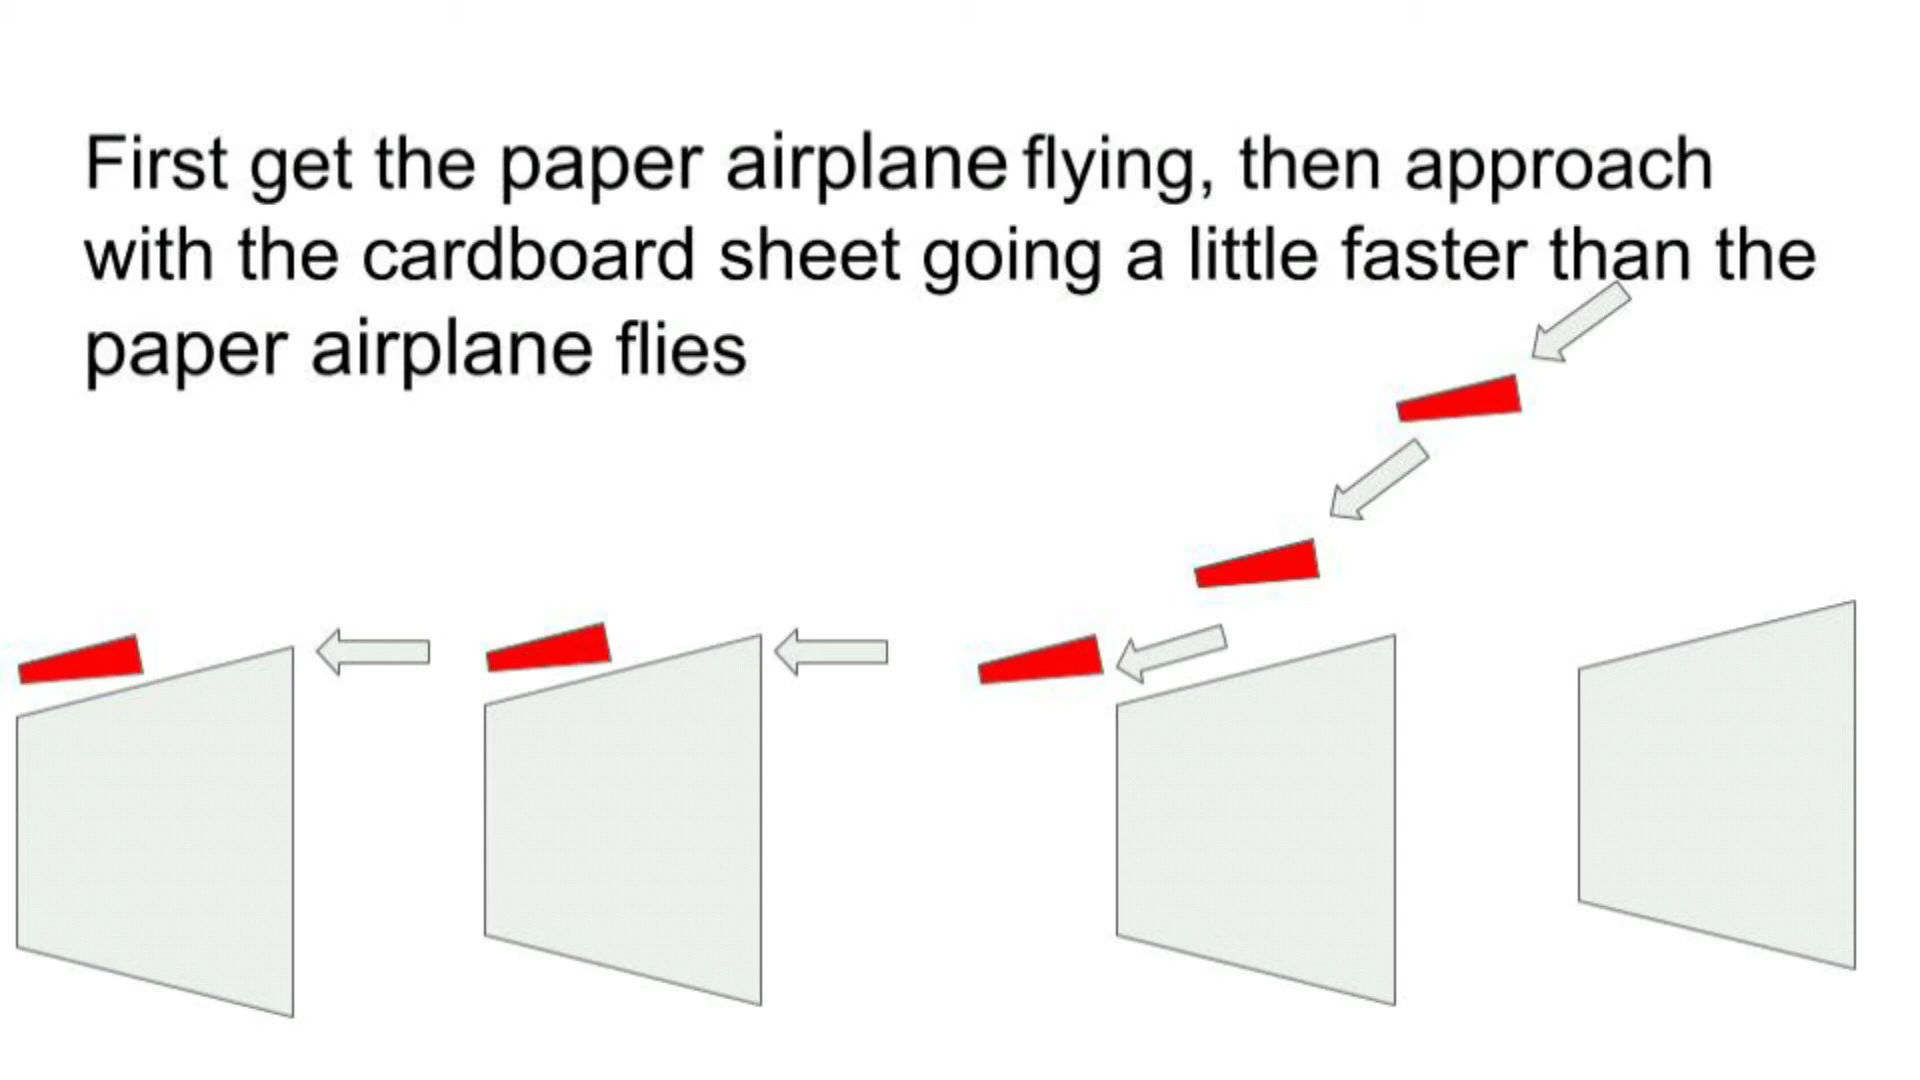 First get the paper airplane flying, then approach
with the cardboard sheet going a little faster than the
paper airplane flies